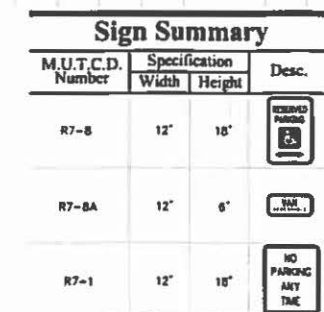 Sign Summary
M.U.T.C.D. Number Specification Desc.
Width Height
R7-8 12" 18" RESERVED PARKING
R7-8A 12" 6" VAN
R7-1 12" 18" NO PARKING ANY TIME